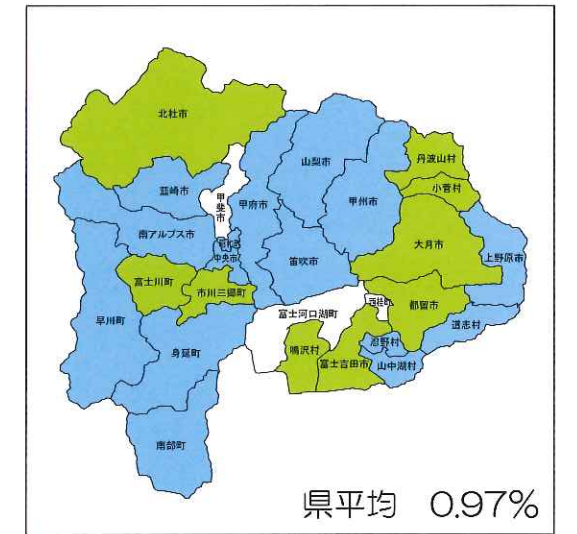 北杜市
丹波山村
山梨市
小菅村
韮崎市
甲斐市
甲府市
甲州市
南アルプス市
昭和町
中央市
大月市
上野原市
笛吹市
富士川町
市川三郷町
西桂町
都留市
早川町
富士河口湖町
道志村
忍野村
身延町
鳴沢村
富士吉田市
山中湖村
南部町
県平均 0.97%